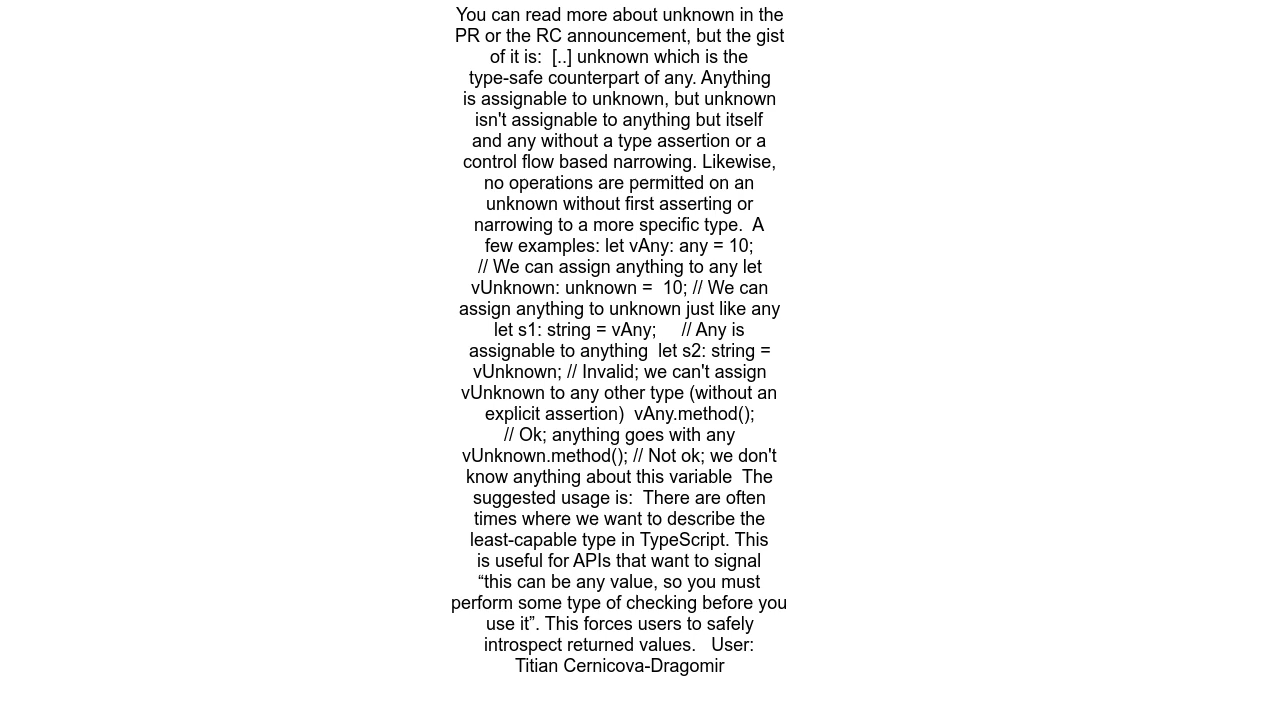 You can read more about unknown in the
PR or the RC announcement, but the gist
of it is:  [..] unknown which is the
type-safe counterpart of any. Anything
is assignable to unknown, but unknown
isn't assignable to anything but itself
and any without a type assertion or a
control flow based narrowing. Likewise,
no operations are permitted on an
unknown without first asserting or
narrowing to a more specific type.  A
few examples: let vAny: any = 10;
// We can assign anything to any let
vUnknown: unknown =  10; // We can
assign anything to unknown just like any
let s1: string = vAny;     // Any is
assignable to anything  let s2: string =
vUnknown; // Invalid; we can't assign
vUnknown to any other type (without an
explicit assertion)  vAny.method();
// Ok; anything goes with any
vUnknown.method(); // Not ok; we don't
know anything about this variable  The
suggested usage is:  There are often
times where we want to describe the
least-capable type in TypeScript. This
is useful for APIs that want to signal
“this can be any value, so you must
perform some type of checking before you
use it”. This forces users to safely
introspect returned values.   User:
Titian Cernicova-Dragomir